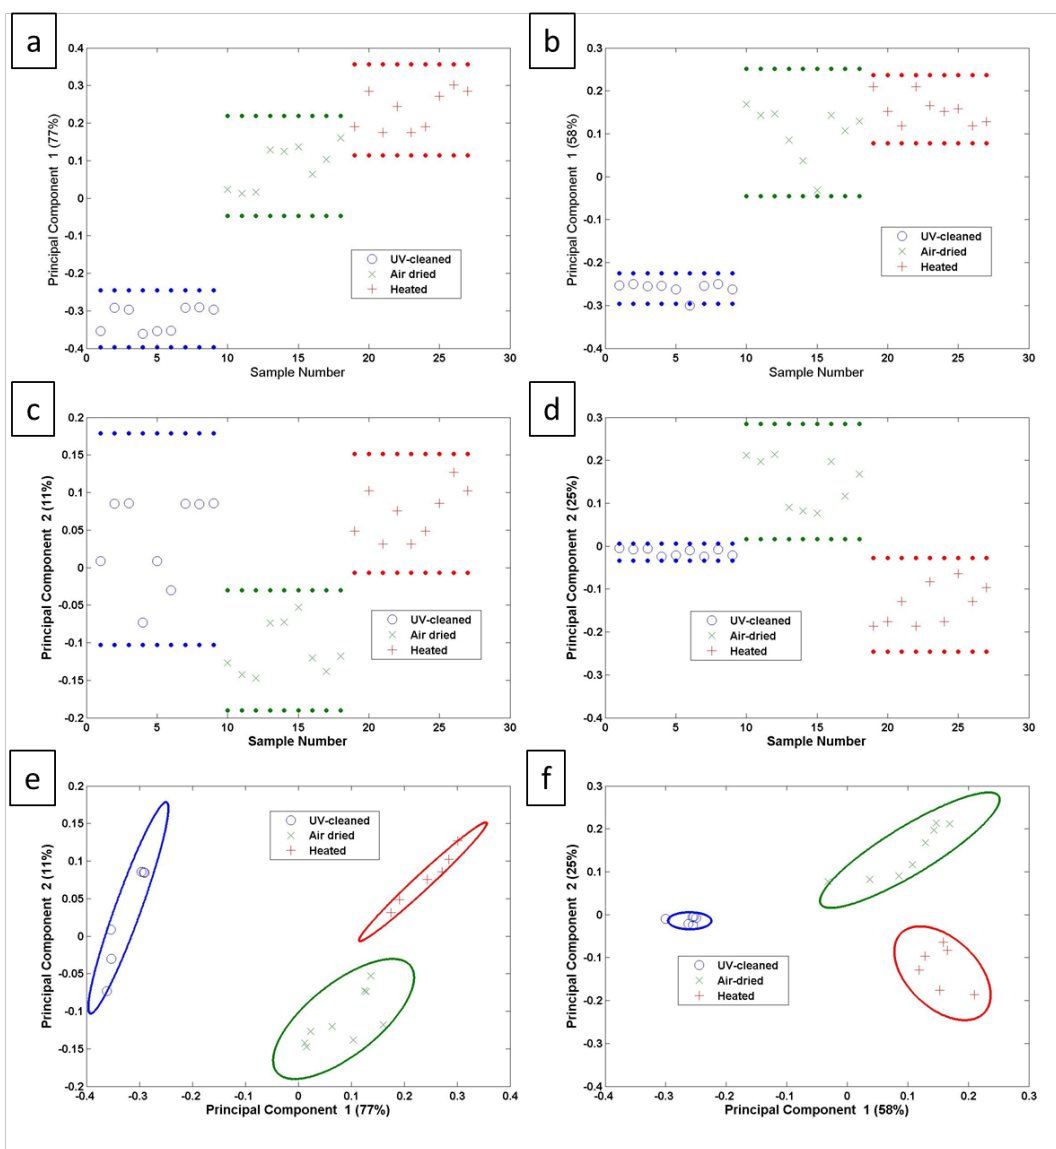 a
0.4
0.3
0.2
0.1
0
-0.1
-0.2
-0.3
-0.4
Principal Component 1 (77%)
UV-cleaned
Air dried
Heated
0 5 10 15 20 25 30
Sample Number
b
0.3
0.2
0.1
0
-0.1
-0.2
-0.3
-0.4
Principal Component 1 (58%)
UV-cleaned
Air-dried
Heated
0 5 10 15 20 25 30
Sample Number
c
0.2
0.15
0.1
0.05
0
-0.05
-0.1
-0.15
-0.2
Principal Component 2 (11%)
UV-cleaned
Air dried
Heated
0 5 10 15 20 25 30
Sample Number
d
0.3
0.2
0.1
0
-0.1
-0.2
-0.3
-0.4
Principal Component 2 (25%)
UV-cleaned
Air-dried
Heated
0 5 10 15 20 25 30
Sample Number
e
0.2
0.15
0.1
0.05
0
-0.05
-0.1
-0.15
-0.2
Principal Component 2 (11%)
UV-cleaned
Air dried
Heated
-0.4 -0.3 -0.2 -0.1 0 0.1 0.2 0.3 0.4
Principal Component 1 (77%)
f
0.3
0.2
0.1
0
-0.1
-0.2
-0.3
-0.4
Principal Component 2 (25%)
UV-cleaned
Air-dried
Heated
-0.4 -0.3 -0.2 -0.1 0 0.1 0.2 0.3
Principal Component 1 (58%)